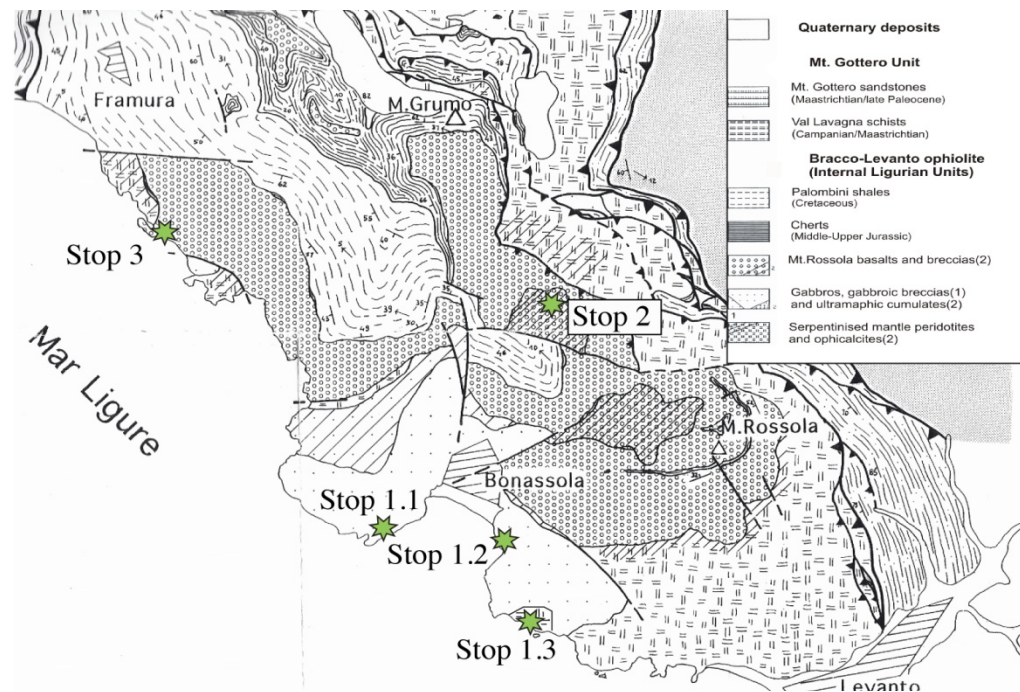 Framura
M.Grumo
Stop 3
Stop 2
Mar Ligure
M.Rossola
Bonassola
Stop 1.1
Stop 1.2
Stop 1.3
Levanto
Quaternary deposits
Mt. Gottero Unit
Mt. Gottero sandstones
(Maastrichtian/late Paleocene)
Val Lavagna schists
(Campanian/Maastrichtian)
Bracco-Levanto ophiolite
(Internal Ligurian Units)
Palombini shales
(Cretaceous)
Cherts
(Middle-Upper Jurassic)
Mt.Rossola basalts and breccias(2)
Gabbros, gabbroic breccias(1)
and ultramaphic cumulates(2)
Serpentinised mantle peridotites
and ophicalcites(2)